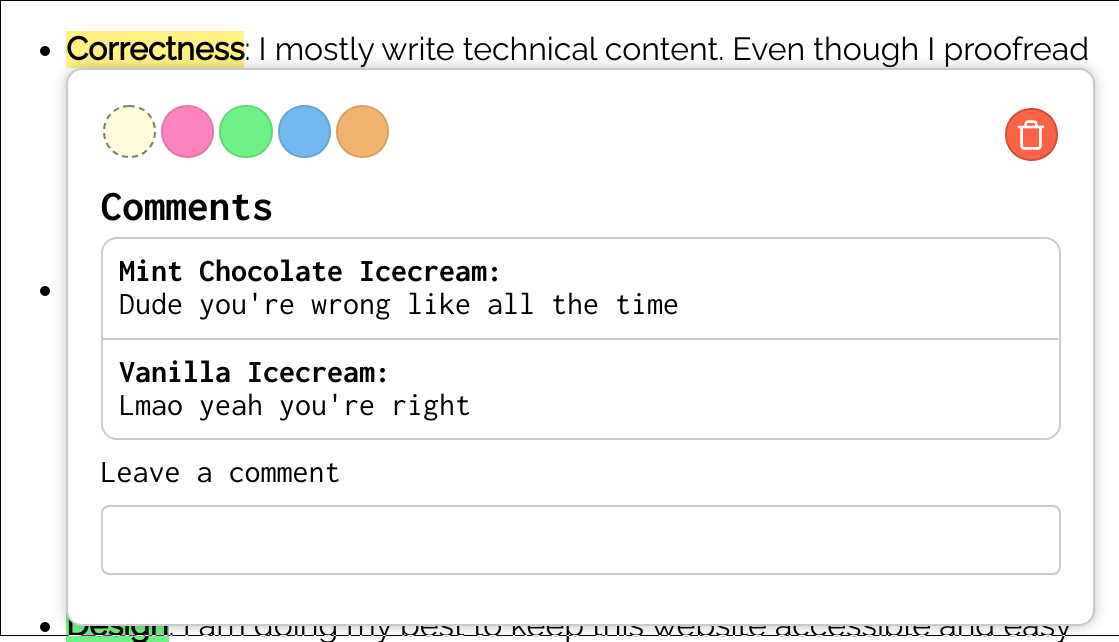 Correctness: I mostly write technical content. Even though I proofread
Comments
Mint Chocolate Icecream:
Dude you're wrong like all the time
Vanilla Icecream:
Lmao yeah you're right
Leave a comment
Design: I am doing my best to keep this website accessible and easy